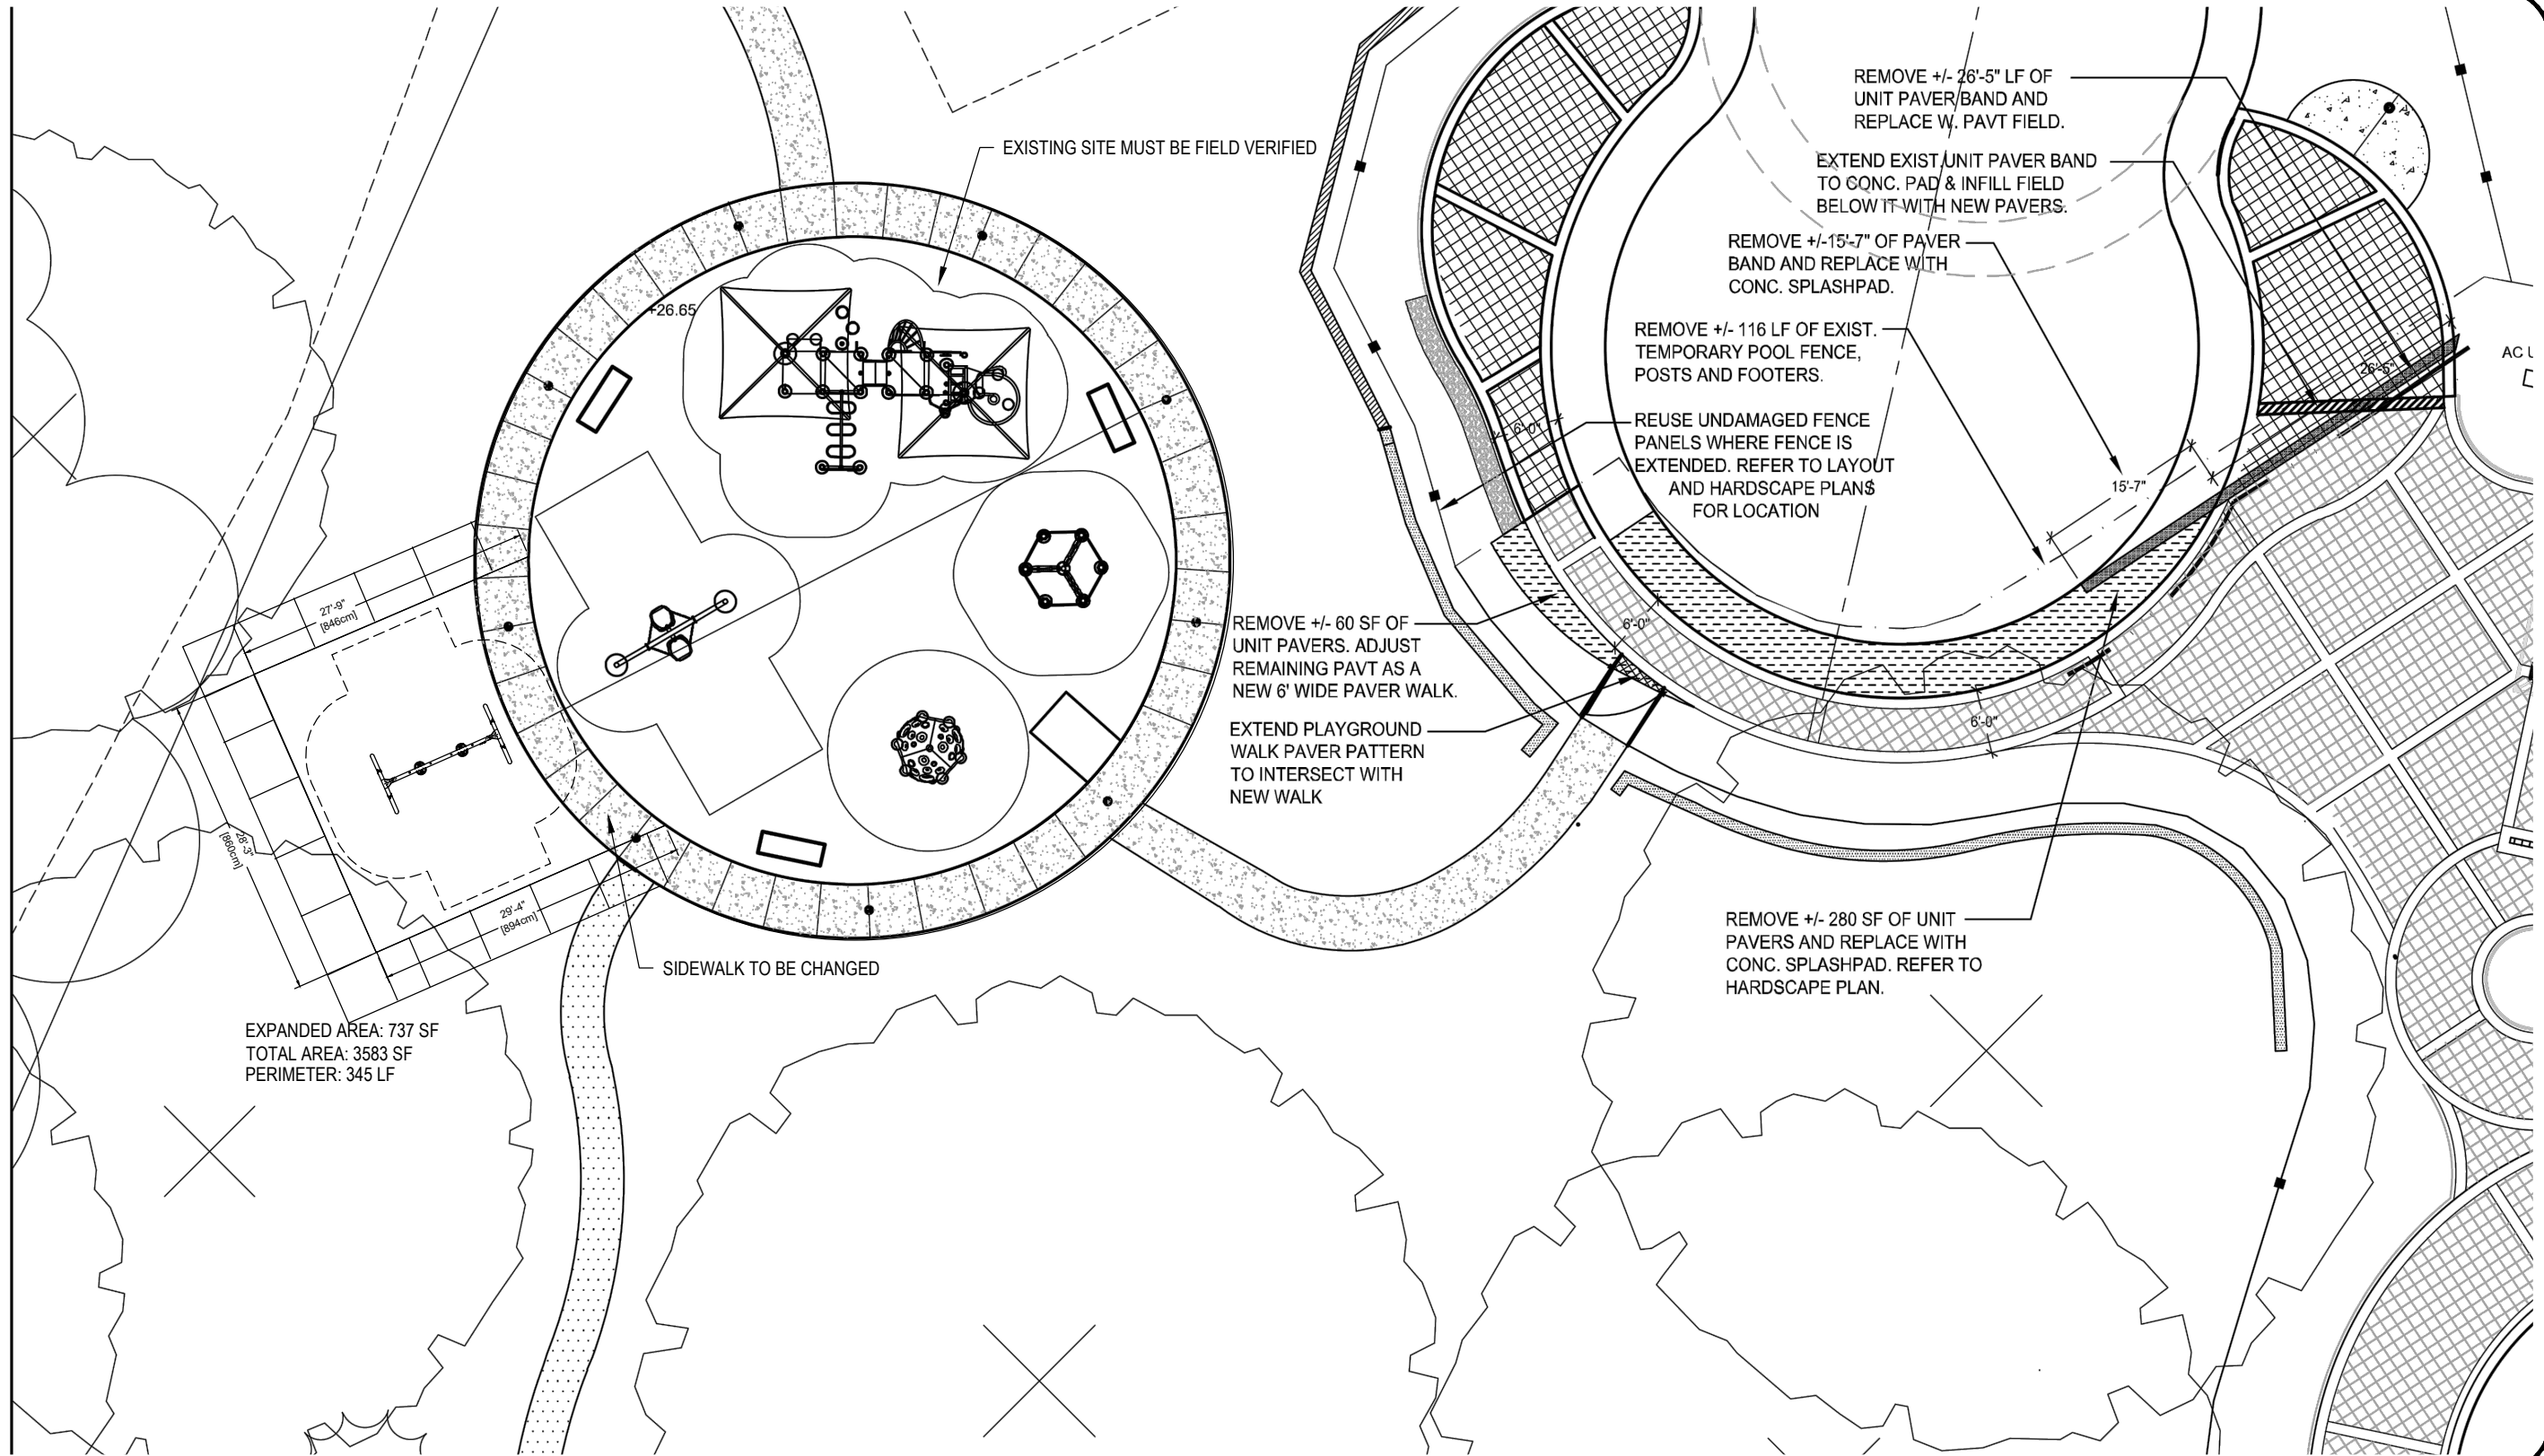 REMOVE +/- 26'-5" LF OF
UNIT PAVER BAND AND
REPLACE W. PAVT FIELD.
EXISTING SITE MUST BE FIELD VERIFIED
EXTEND EXIST UNIT PAVER BAND
TO CONC. PAD & INFILL FIELD
BELOW IT WITH NEW PAVERS.
REMOVE +/-15'-7" OF PAVER
BAND AND REPLACE WITH
CONC. SPLASHPAD.
+26.65
REMOVE +/- 116 LF OF EXIST.
TEMPORARY POOL FENCE,
POSTS AND FOOTERS.
AC
26'-5"
REUSE UNDAMAGED FENCE
PANELS WHERE FENCE IS
EXTENDED. REFER TO LAYOUT
AND HARDSCAPE PLANS
FOR LOCATION
6'-0"
15'-7"
27'-9"
[846cm]
REMOVE +/- 60 SF OF
UNIT PAVERS. ADJUST
REMAINING PAVT AS A
NEW 6' WIDE PAVER WALK.
6'-0"
EXTEND PLAYGROUND
WALK PAVER PATTERN
TO INTERSECT WITH
NEW WALK
6'-0"
28'-3"
[860cm]
29'-4"
[894cm]
REMOVE +/- 280 SF OF UNIT
PAVERS AND REPLACE WITH
CONC. SPLASHPAD. REFER TO
HARDSCAPE PLAN.
SIDEWALK TO BE CHANGED
EXPANDED AREA: 737 SF
TOTAL AREA: 3583 SF
PERIMETER: 345 LF